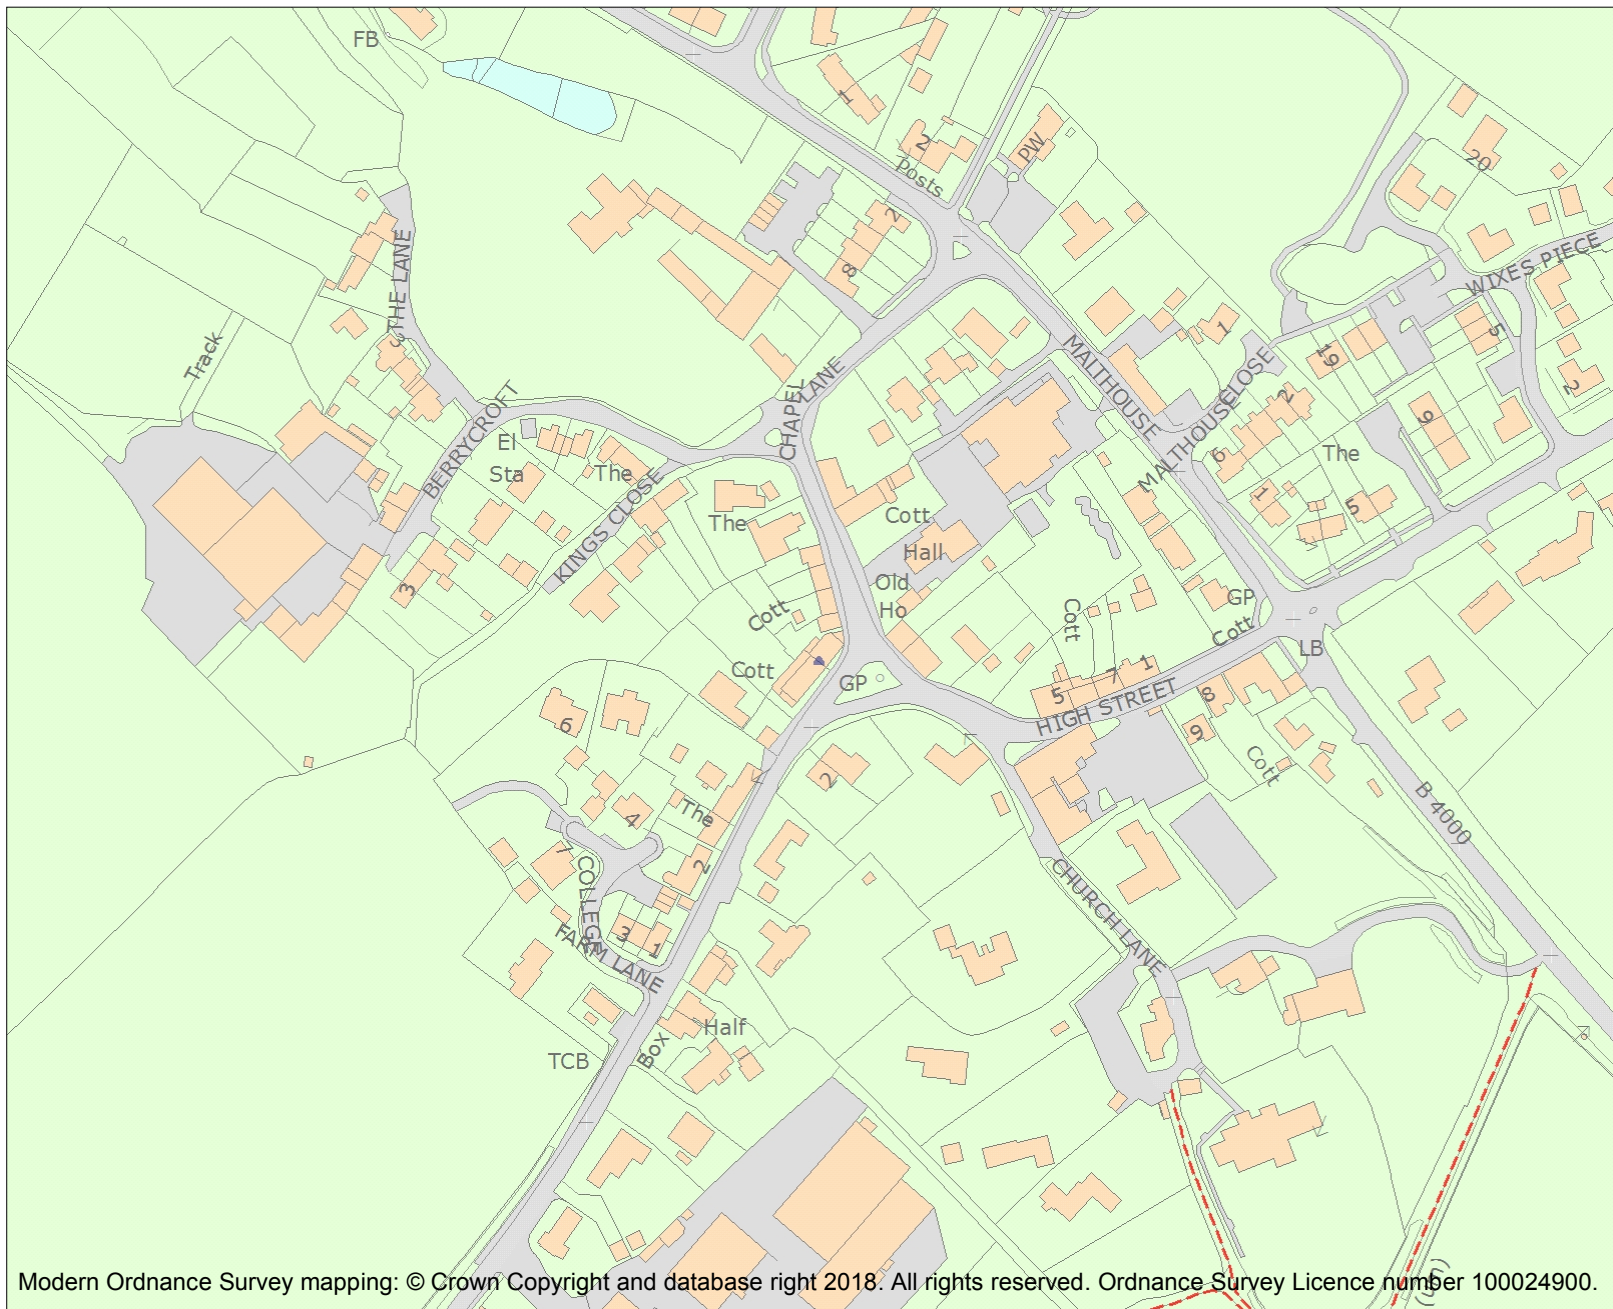 FB
1
2
Posts
PW
20
2
8
WIXES PIECE
THE LANE
3
Track
MALTHOUSE
1
MALTHOUSE CLOSE
19
5
2
CHAPEL LANE
BERRYCROFT
El
Sta
The
KINGS CLOSE
The
Cott
Hall
Old
Ho
2
6
9
The
1
5
3
Cott
Cott
GP
Cott
LB
Cott
GP
5
7
1
HIGH STREET
8
9
Cott
6
2
4
The
2
7
B 4000
COLLEGE
FARM LANE
3
1
CHURCH LANE
Half
Box
TCB
Modern Ordnance Survey mapping: © Crown Copyright and database right 2018. All rights reserved. Ordnance Survey Licence number 100024900.